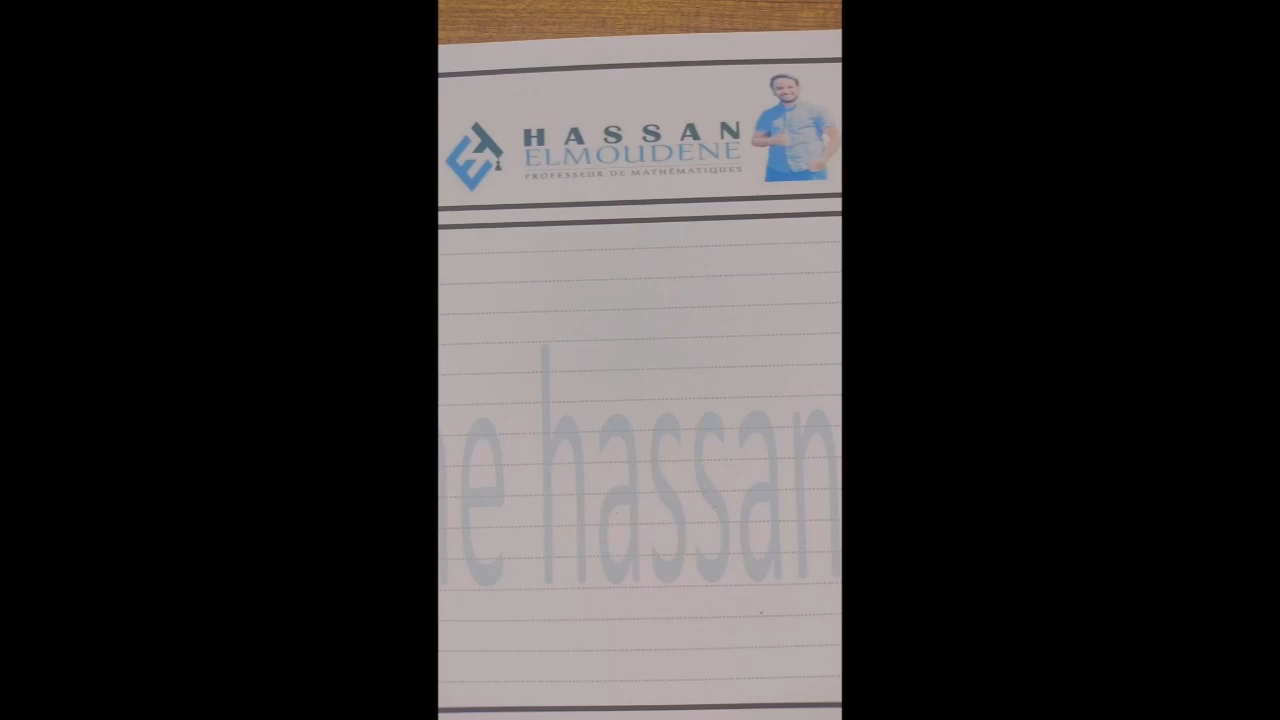 HASSAN
ELMOUDENE
PROFESSEUR DE MATHÉMATIQUES
hassan